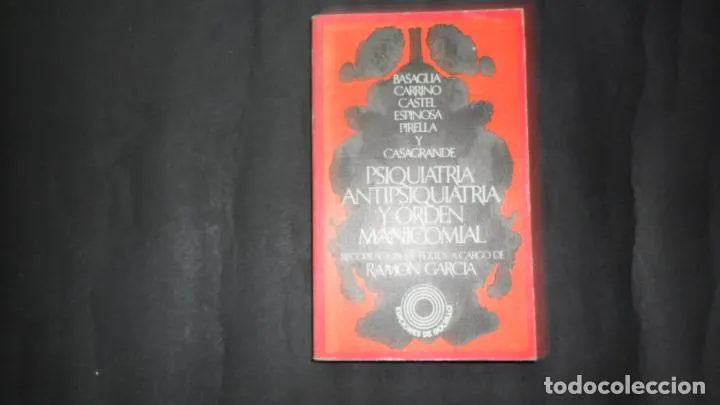 BASAGLIA
CARRINO
CASTEL
ESPINOSA
PIRELLA
Y
CASAGRANDE
PSIQUIATRIA
ANTIPSIQUIATRIA
Y ORDEN
MANICOMIAL
RECOPILACION DE TEXTOS A CARGO DE
RAMON GARCIA
EDICIONES DE BOLSILLO
todocoleccion